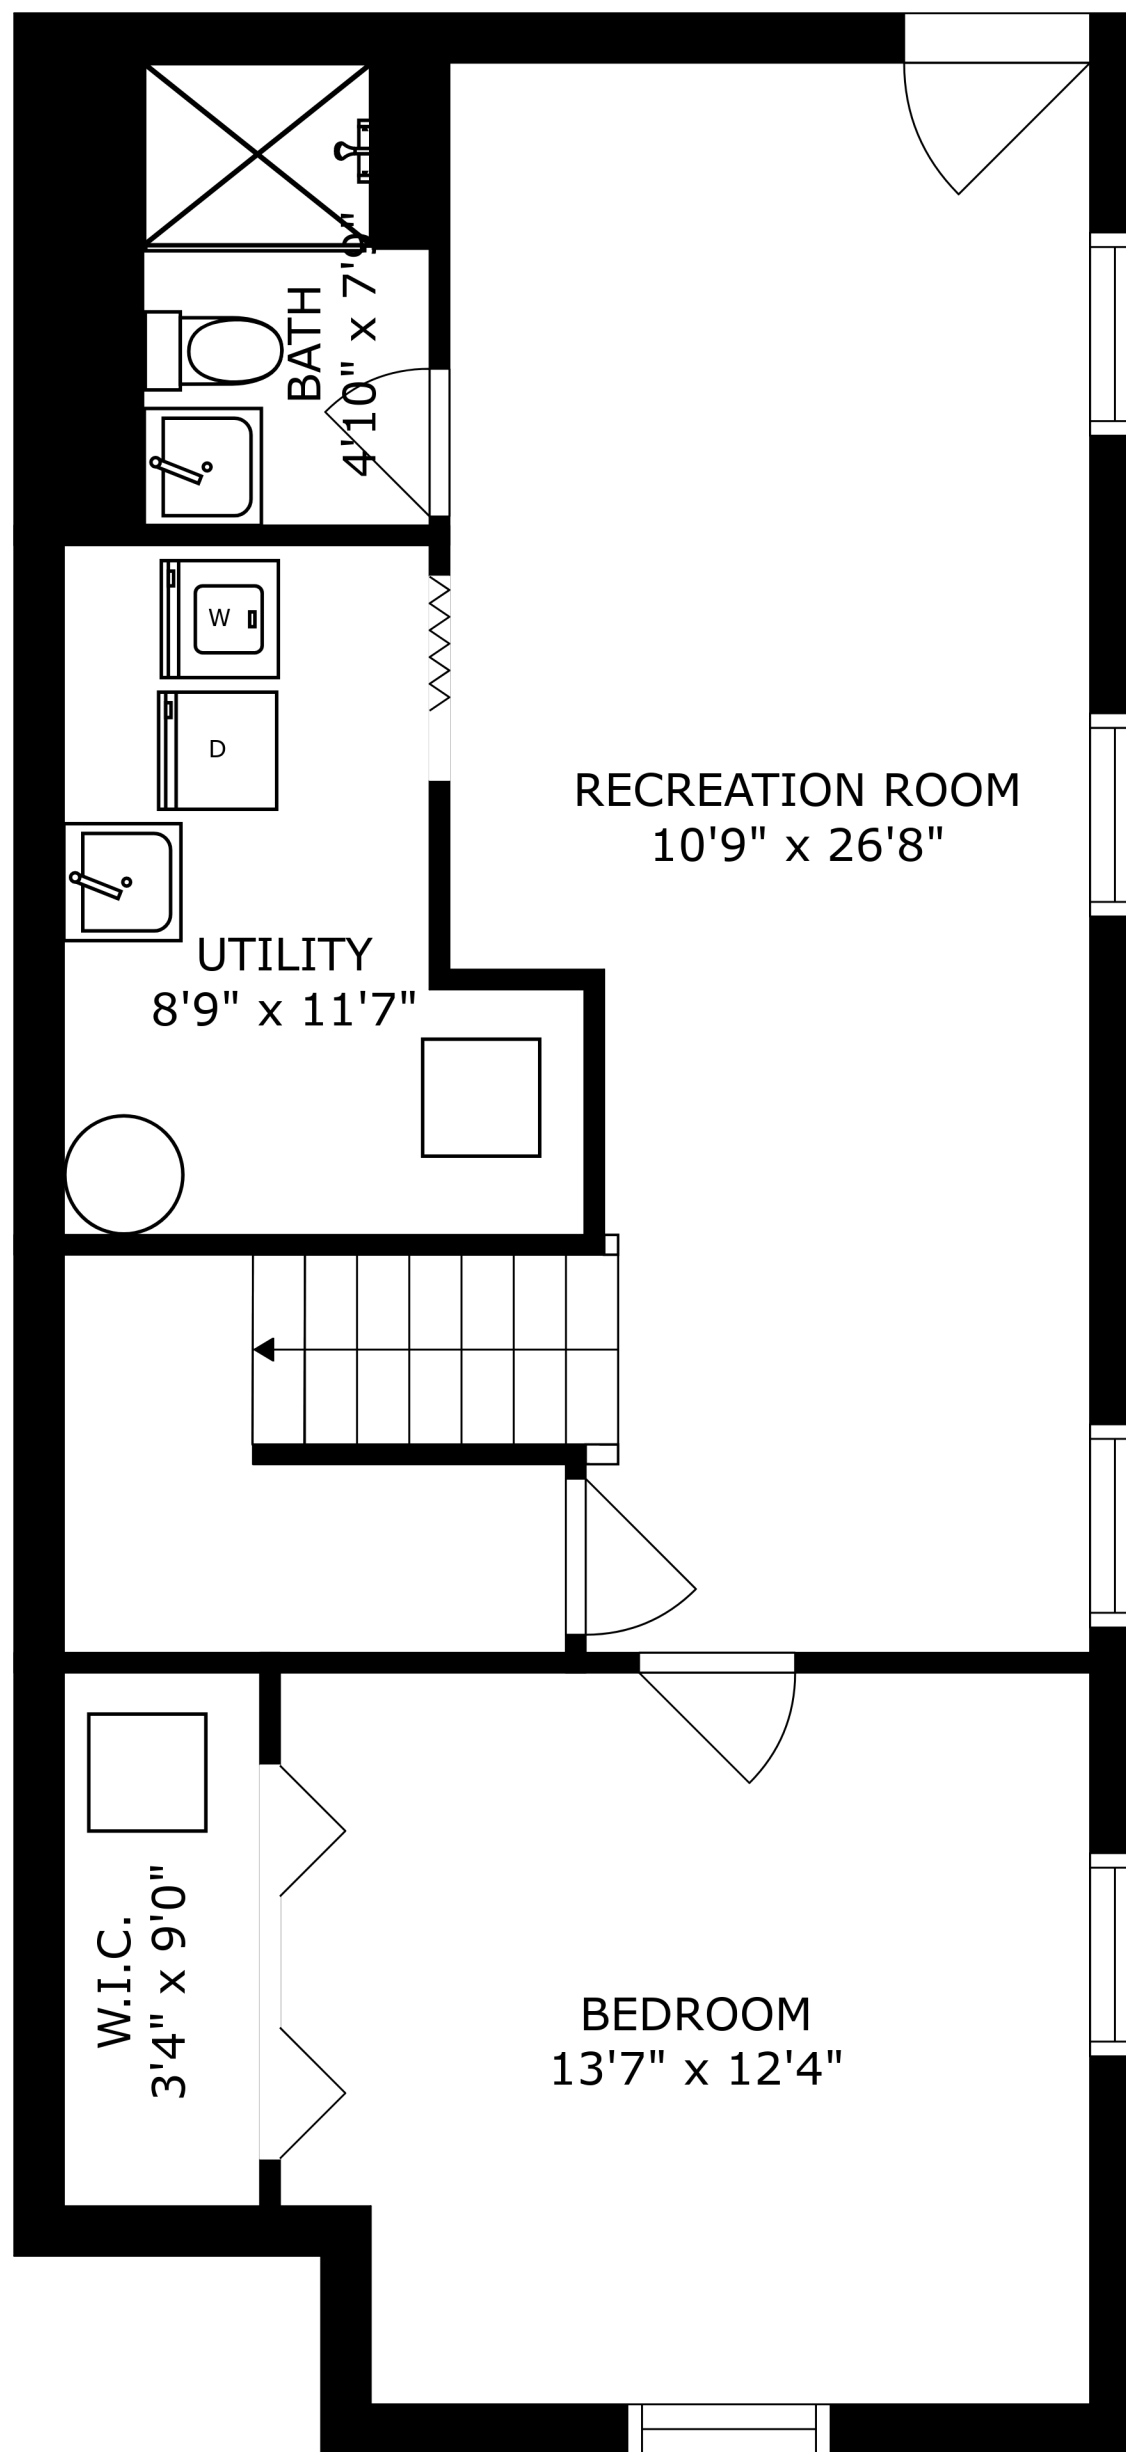 BATH
4'10" x 7'9"
W
D
RECREATION ROOM
10'9" x 26'8"
UTILITY
8'9" x 11'7"
W.I.C.
3'4" x 9'0"
BEDROOM
13'7" x 12'4"